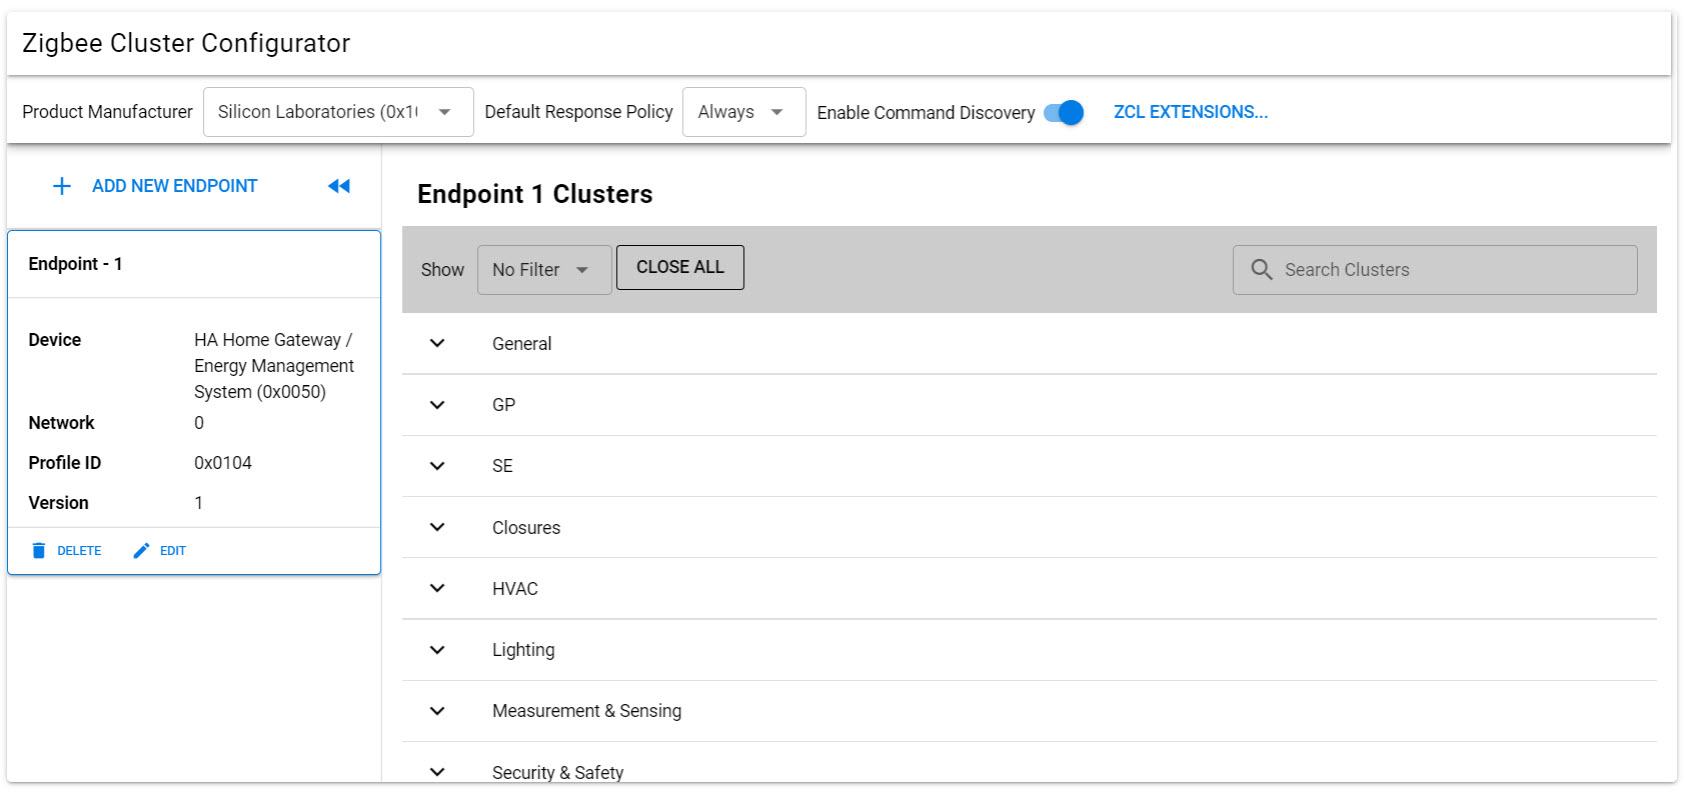 Zigbee Cluster Configurator
Product Manufacturer Silicon Laboratories (0x1 Default Response Policy Always Enable Command Discovery ZCL EXTENSIONS...
ADD NEW ENDPOINT
Endpoint - 1
Device HA Home Gateway /
Energy Management
System (0x0050)
Network 0
Profile ID 0x0104
Version 1
DELETE EDIT
Endpoint 1 Clusters
Show No Filter CLOSE ALL Search Clusters
General
GP
SE
Closures
HVAC
Lighting
Measurement & Sensing
Security & Safety